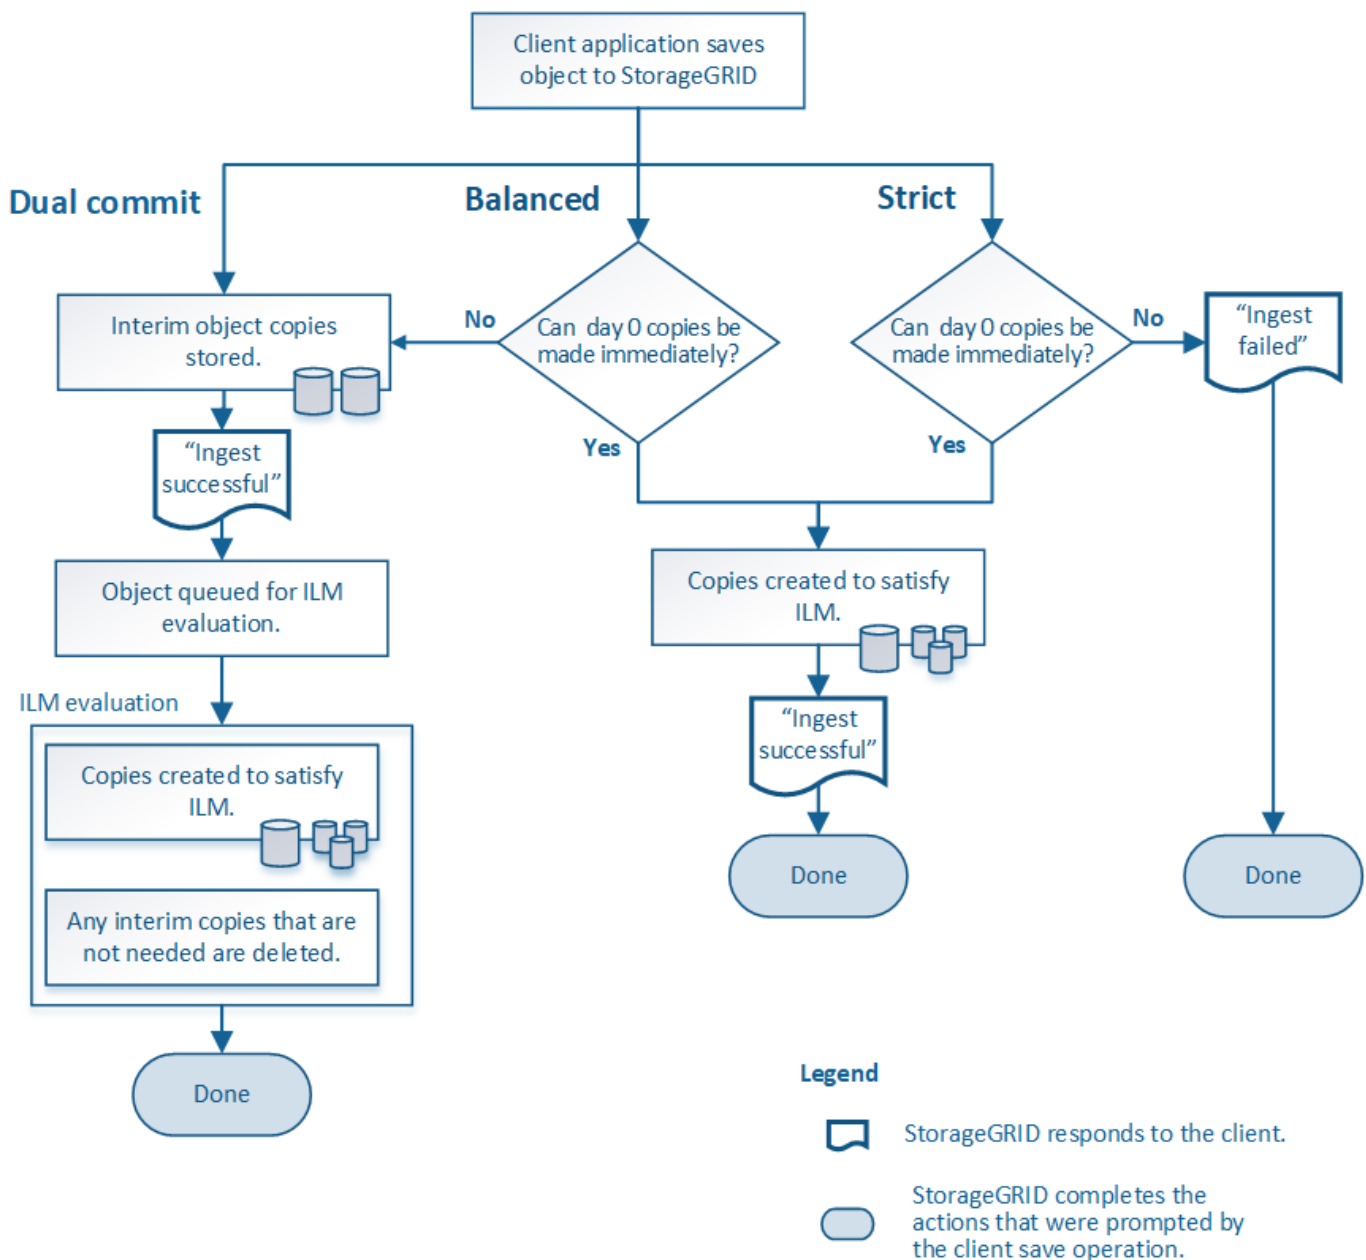 Client application saves
object to StorageGRID
Dual commit
Balanced
Strict
Interim object copies
stored.
No
Can day 0 copies be
made immediately?
Yes
Can day 0 copies be
made immediately?
No
Yes
“Ingest
failed”
“Ingest
successful”
Object queued for ILM
evaluation.
Copies created to satisfy
ILM.
ILM evaluation
“Ingest
successful”
Copies created to satisfy
ILM.
Any interim copies that are
not needed are deleted.
Done
Done
Done
Legend
StorageGRID responds to the client.
StorageGRID completes the
actions that were prompted by
the client save operation.